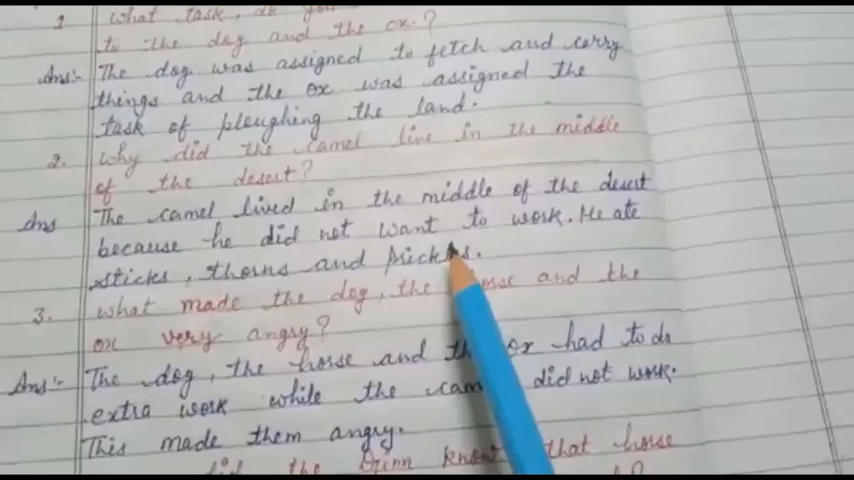 1 what task, do you
to the dog and the ox.?
Ans:- The dog was assigned to fetch and carry
things and the ox was assigned the
task of ploughing the land.
2. Why did the camel live in the middle
of the desert?
Ans The camel lived in the middle of the desert
because he did not want to work. He ate
sticks, thorns and prickles.
3. what made the dog, the horse and the
ox very angry?
Ans:- The dog, the horse and the ox had to do
extra work while the camel did not work.
This made them angry.
did the Djinn know that horse